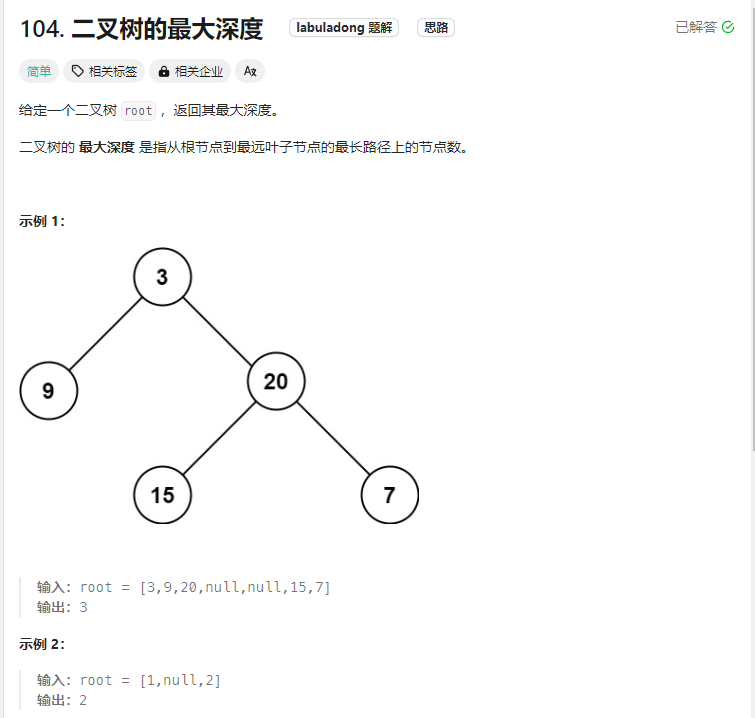 104. 二叉树的最大深度 labuladong 题解 思路 已解答
简单 相关标签 相关企业 Aa
给定一个二叉树 root ，返回其最大深度。
二叉树的 最大深度 是指从根节点到最远叶子节点的最长路径上的节点数。
示例 1：
3
9
20
15
7
输入：root = [3,9,20,null,null,15,7]
输出：3
示例 2：
输入：root = [1,null,2]
输出：2